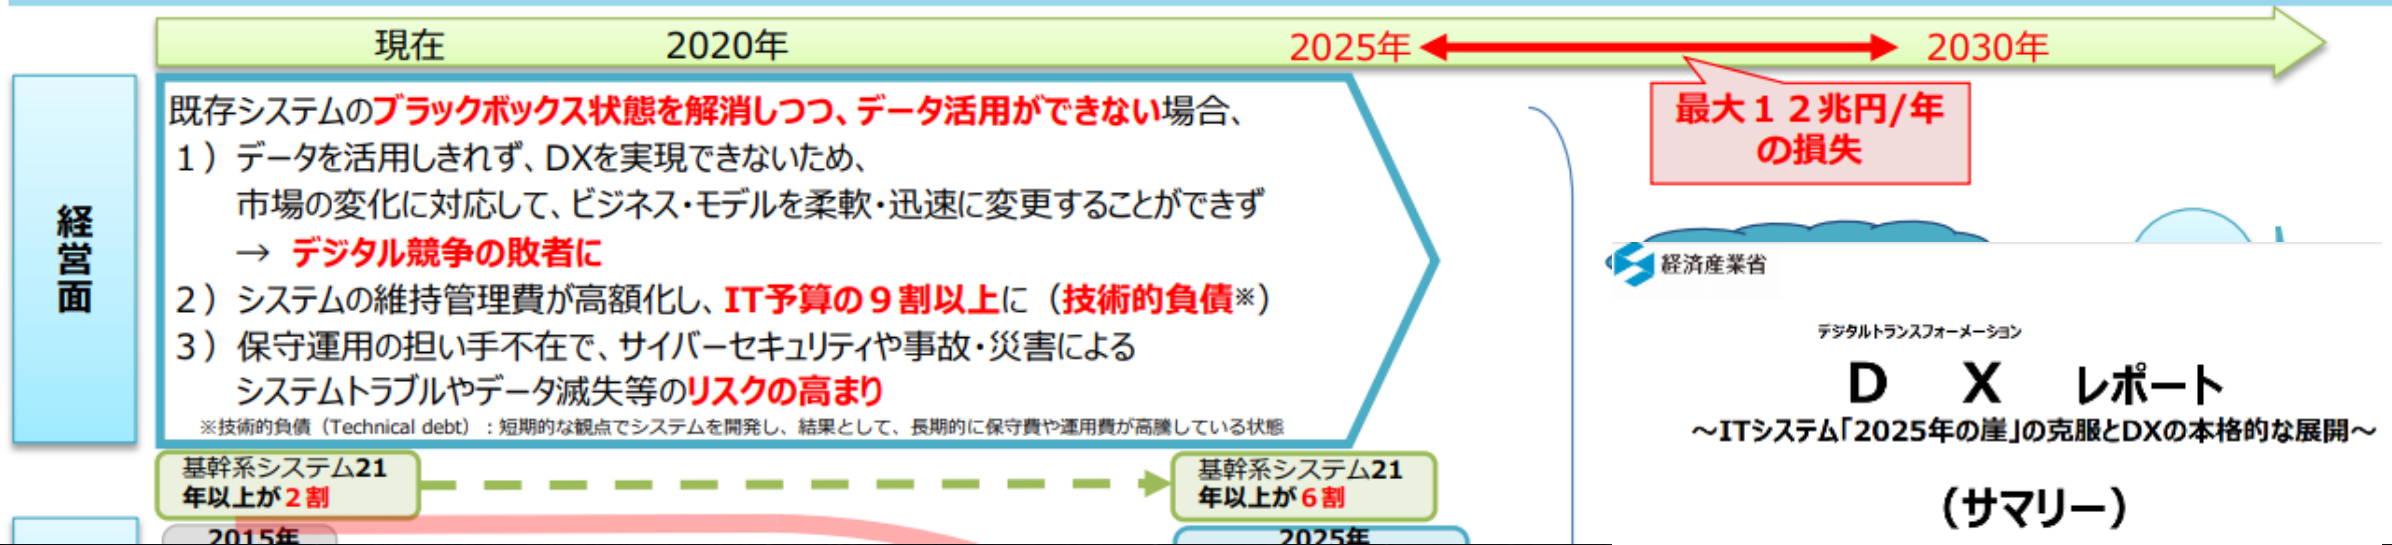 現在 2020年 2025年 2030年
最大１２兆円/年
の損失
経営面
既存システムのブラックボックス状態を解消しつつ、データ活用ができない場合、
１）データを活用しきれず、DXを実現できないため、
市場の変化に対応して、ビジネス・モデルを柔軟・迅速に変更することができず
→ デジタル競争の敗者に
２）システムの維持管理費が高額化し、IT予算の９割以上に（技術的負債※）
３）保守運用の担い手不在で、サイバーセキュリティや事故・災害による
システムトラブルやデータ滅失等のリスクの高まり
※技術的負債（Technical debt）：短期的な観点でシステムを開発し、結果として、長期的に保守費や運用費が高騰している状態
基幹系システム21
年以上が２割
基幹系システム21
年以上が６割
2015年
2025年
経済産業省
デジタルトランスフォーメーション
D X レポート
～ITシステム「2025年の崖」の克服とDXの本格的な展開～
（サマリー）